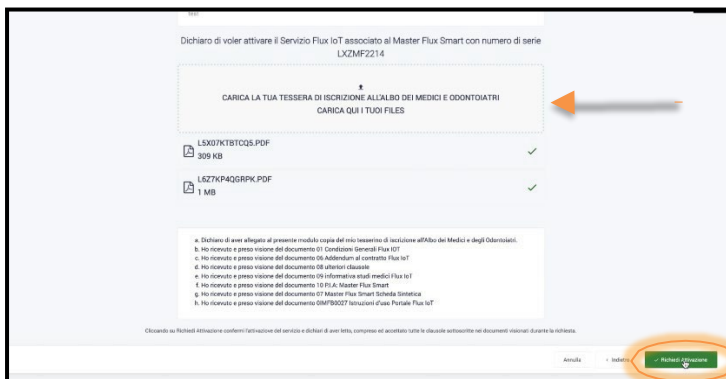 Dichiaro di voler attivare il Servizio Flux IoT associato al Master Flux Smart con numero di serie
LXZMF2214
CARICA LA TUA TESSERA DI ISCRIZIONE ALL'ALBO DEI MEDICI E ODONTOIATRI
CARICA QUI I TUOI FILES
L5X07KTBTCQ5.PDF
309 KB
L6Z7KP4QGRPK.PDF
1 MB
a. Dichiaro di aver allegato al presente modulo copia del mio tesserino di iscrizione all'Albo dei Medici e degli Odontoiatri.
b. Ho ricevuto e preso visione del documento 01 Condizioni Generali Flux IOT
c. Ho ricevuto e preso visione del documento 06 Addendum al contratto Flux IoT
d. Ho ricevuto e preso visione del documento 08 ulteriori clausole
e. Ho ricevuto e preso visione del documento 09 informativa studi medici Flux IoT
f. Ho ricevuto e preso visione del documento 10 P.I.A: Master Flux Smart
g. Ho ricevuto e preso visione del documento 07 Master Flux Smart Scheda Sintetica
h. Ho ricevuto e preso visione del documento 0IMFB0027 Istruzioni d'uso Portale Flux IoT
Cliccando su Richiedi Attivazione confermi l'attivazione del servizio e dichiari di aver letto, compreso ed accettato tutte le clausole sottoscritte nei documenti visionati durante la richiesta.
Annulla < Indietro ✓ Richiedi Attivazione